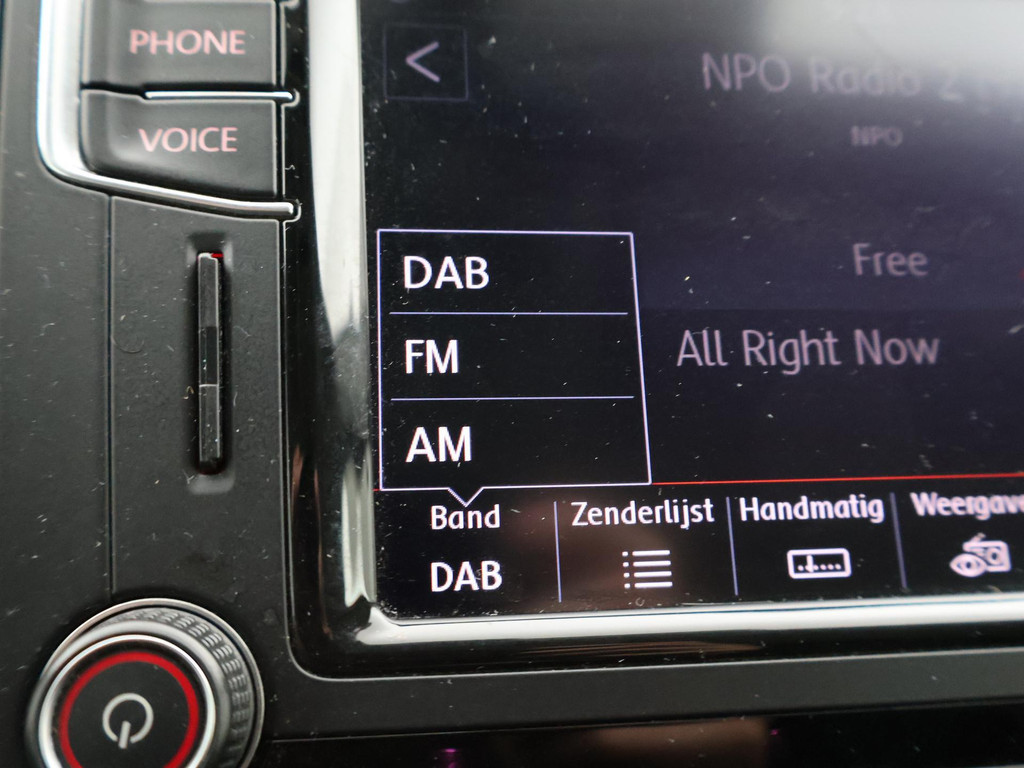 PHONE
VOICE
NPO Radio 2
NPO
DAB
FM
AM
Free
All Right Now
Band
DAB
Zenderlijst
Handmatig